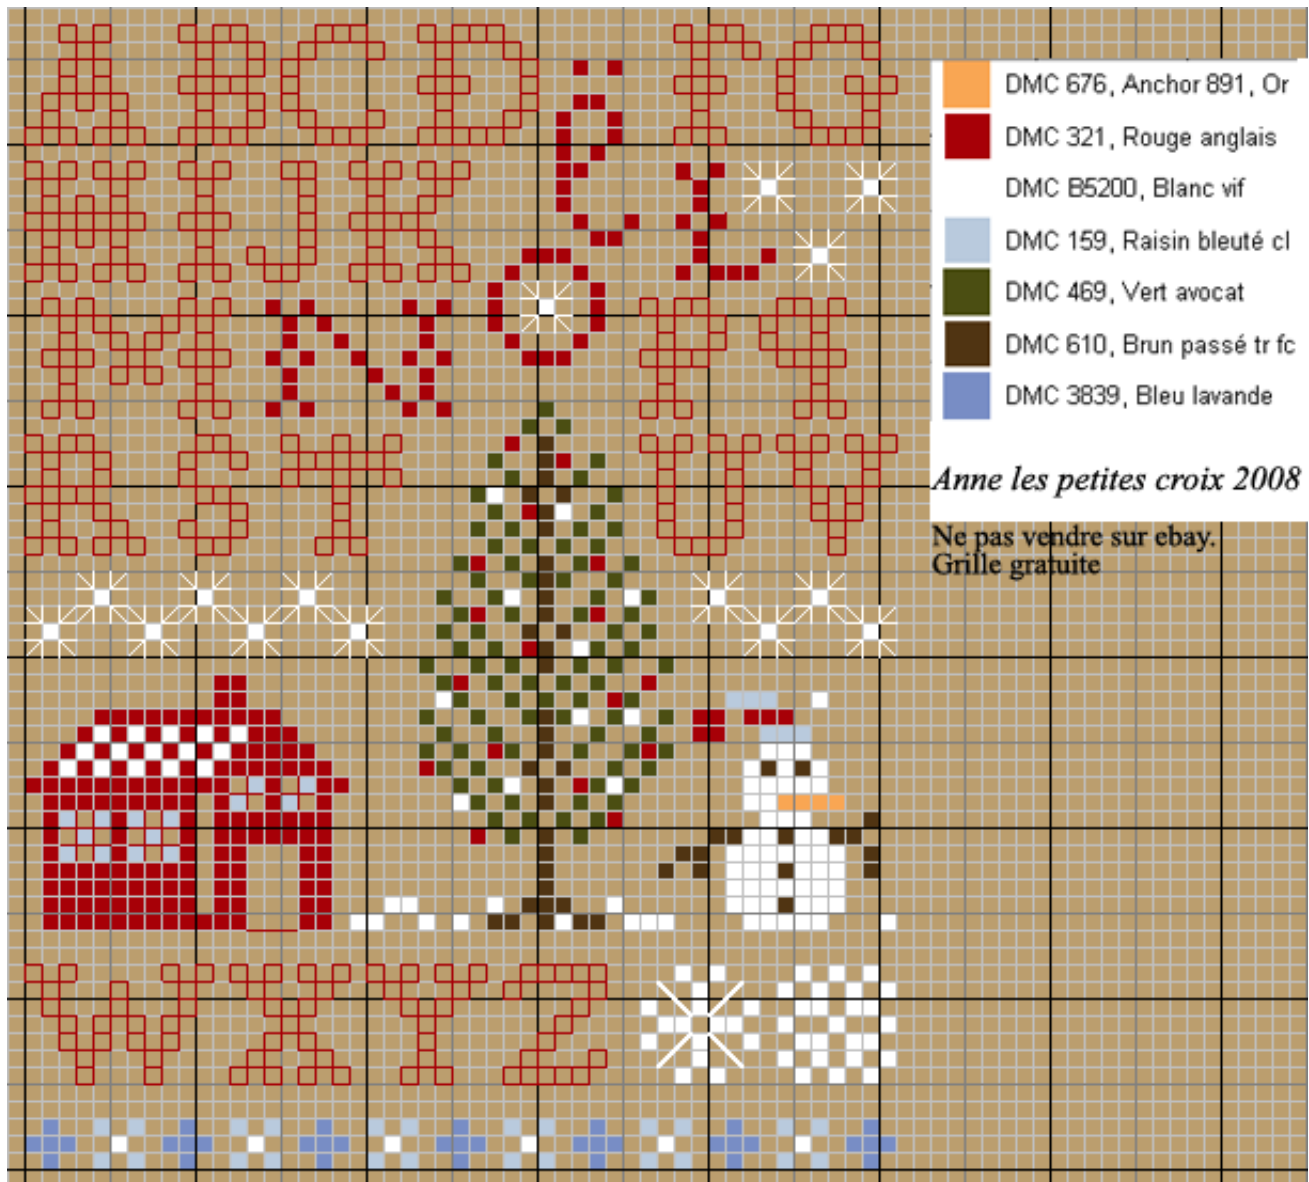 A B C D e F G
H I J K L
M N O P Q
R S T U V
W X Y Z
DMC 676, Anchor 891, Or
DMC 321, Rouge anglais
DMC B5200, Blanc vif
DMC 159, Raisin bleuté cl
DMC 469, Vert avocat
DMC 610, Brun passé tr fc
DMC 3839, Bleu lavande
Anne les petites croix 2008
Ne pas vendre sur ebay.
Grille gratuite